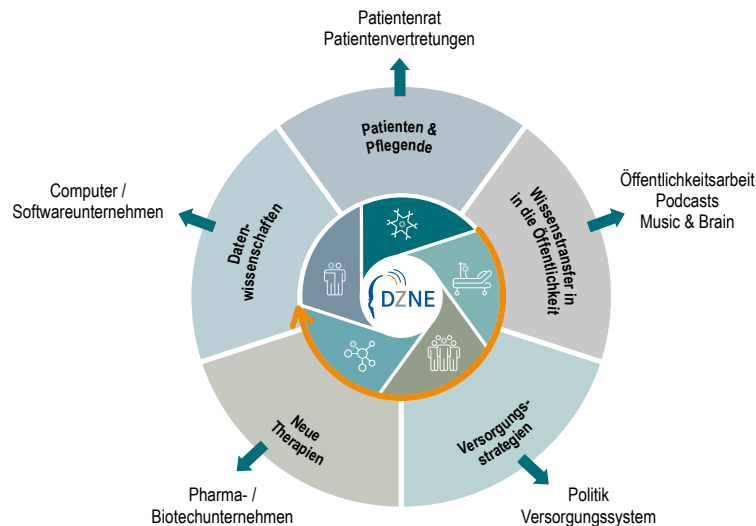 Patientenrat
Patientenvertretungen
Patienten &
Pflegende
Wissenstransfer in
in die Öffentlichkeit
Öffentlichkeitsarbeit
Podcasts
Music & Brain
Computer /
Softwareunternehmen
Daten-
wissenschaften
DZNE
Neue
Therapien
Versorgungs-
strategien
Pharma- /
Biotechunternehmen
Politik
Versorgungssystem